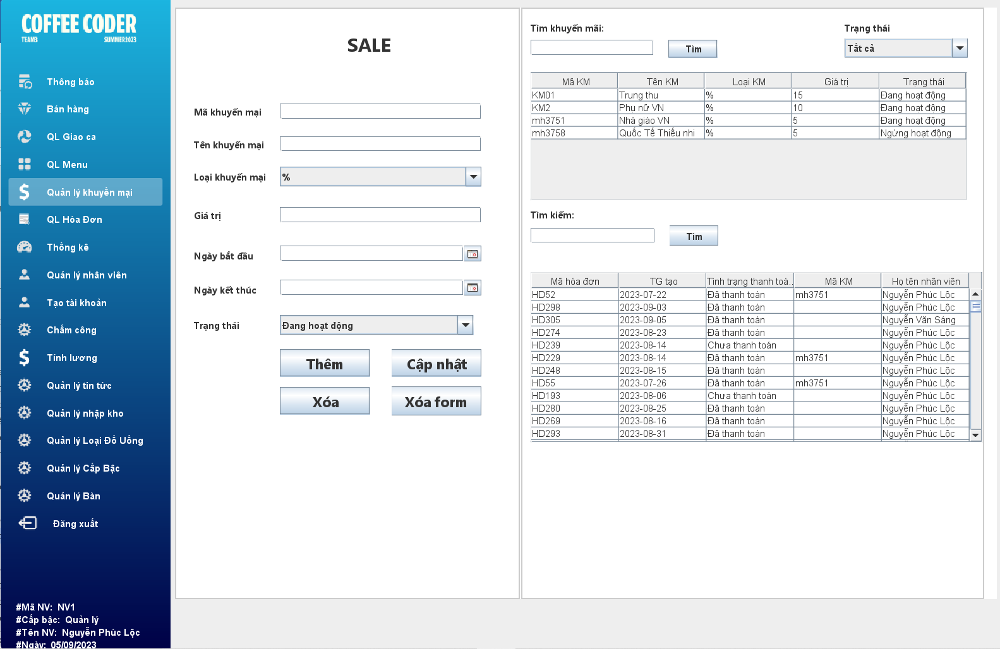 COFFEE CODER
TEAM3 SUMMER2023
Thông báo
Bán hàng
QL Giao ca
QL Menu
Quản lý khuyến mại
QL Hóa Đơn
Thống kê
Quản lý nhân viên
Tạo tài khoản
Chấm công
Tính lương
Quản lý tin tức
Quản lý nhập kho
Quản lý Loại Đồ Uống
Quản lý Cấp Bậc
Quản lý Bàn
Đăng xuất
#Mã NV: NV1
#Cấp bậc: Quản lý
#Tên NV: Nguyễn Phúc Lộc
#Ngày: 05/09/2023
SALE
Mã khuyến mại
Tên khuyến mại
Loại khuyến mại %
Giá trị
Ngày bắt đầu
Ngày kết thúc
Trạng thái Đang hoạt động
Thêm Cập nhật
Xóa Xóa form
Tìm khuyến mãi: Trạng thái
Tìm Tất cả
Mã KM Tên KM Loại KM Giá trị Trạng thái
KM01 Trung thu % 15 Đang hoạt động
KM2 Phụ nữ VN % 10 Đang hoạt động
mh3751 Nhà giáo VN % 5 Đang hoạt động
mh3758 Quốc Tế Thiếu nhi % 5 Ngừng hoạt động
Tìm kiếm:
Tìm
Mã hóa đơn TG tạo Tình trạng thanh toá.. Mã KM Họ tên nhân viên
HD52 2023-07-22 Đã thanh toán mh3751 Nguyễn Phúc Lộc
HD298 2023-09-03 Đã thanh toán Nguyễn Phúc Lộc
HD305 2023-09-05 Đã thanh toán Nguyễn Văn Sáng
HD274 2023-08-23 Đã thanh toán Nguyễn Phúc Lộc
HD239 2023-08-14 Chưa thanh toán Nguyễn Phúc Lộc
HD229 2023-08-14 Đã thanh toán mh3751 Nguyễn Phúc Lộc
HD248 2023-08-15 Đã thanh toán Nguyễn Phúc Lộc
HD55 2023-07-26 Đã thanh toán mh3751 Nguyễn Phúc Lộc
HD193 2023-08-06 Chưa thanh toán Nguyễn Phúc Lộc
HD280 2023-08-25 Đã thanh toán Nguyễn Phúc Lộc
HD269 2023-08-16 Đã thanh toán Nguyễn Phúc Lộc
HD293 2023-08-31 Đã thanh toán Nguyễn Phúc Lộc